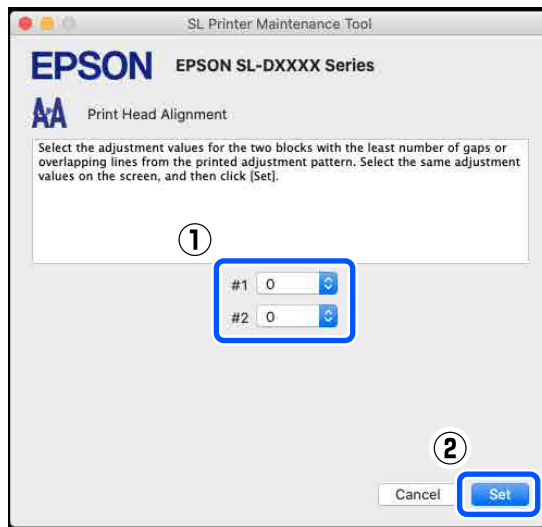 SL Printer Maintenance Tool
EPSON EPSON SL-DXXXX Series
Print Head Alignment
Select the adjustment values for the two blocks with the least number of gaps or
overlapping lines from the printed adjustment pattern. Select the same adjustment
values on the screen, and then click [Set].
①
#1 0
#2 0
②
Cancel Set